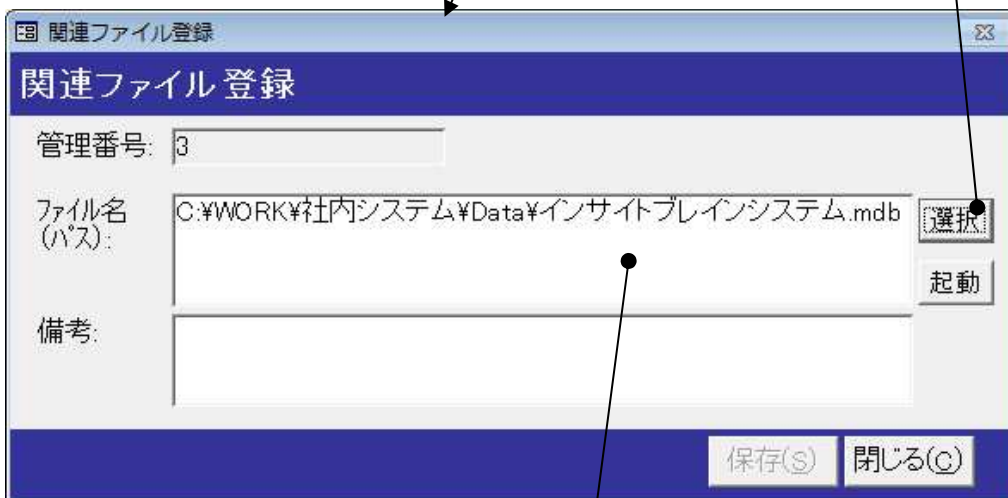 関連ファイル登録
関連ファイル登録
管理番号: 3
ファイル名
(パス):
C:¥WORK¥社内システム¥Data¥インサイトブレインシステム.mdb
選択
起動
備考:
保存(S) 閉じる(C)